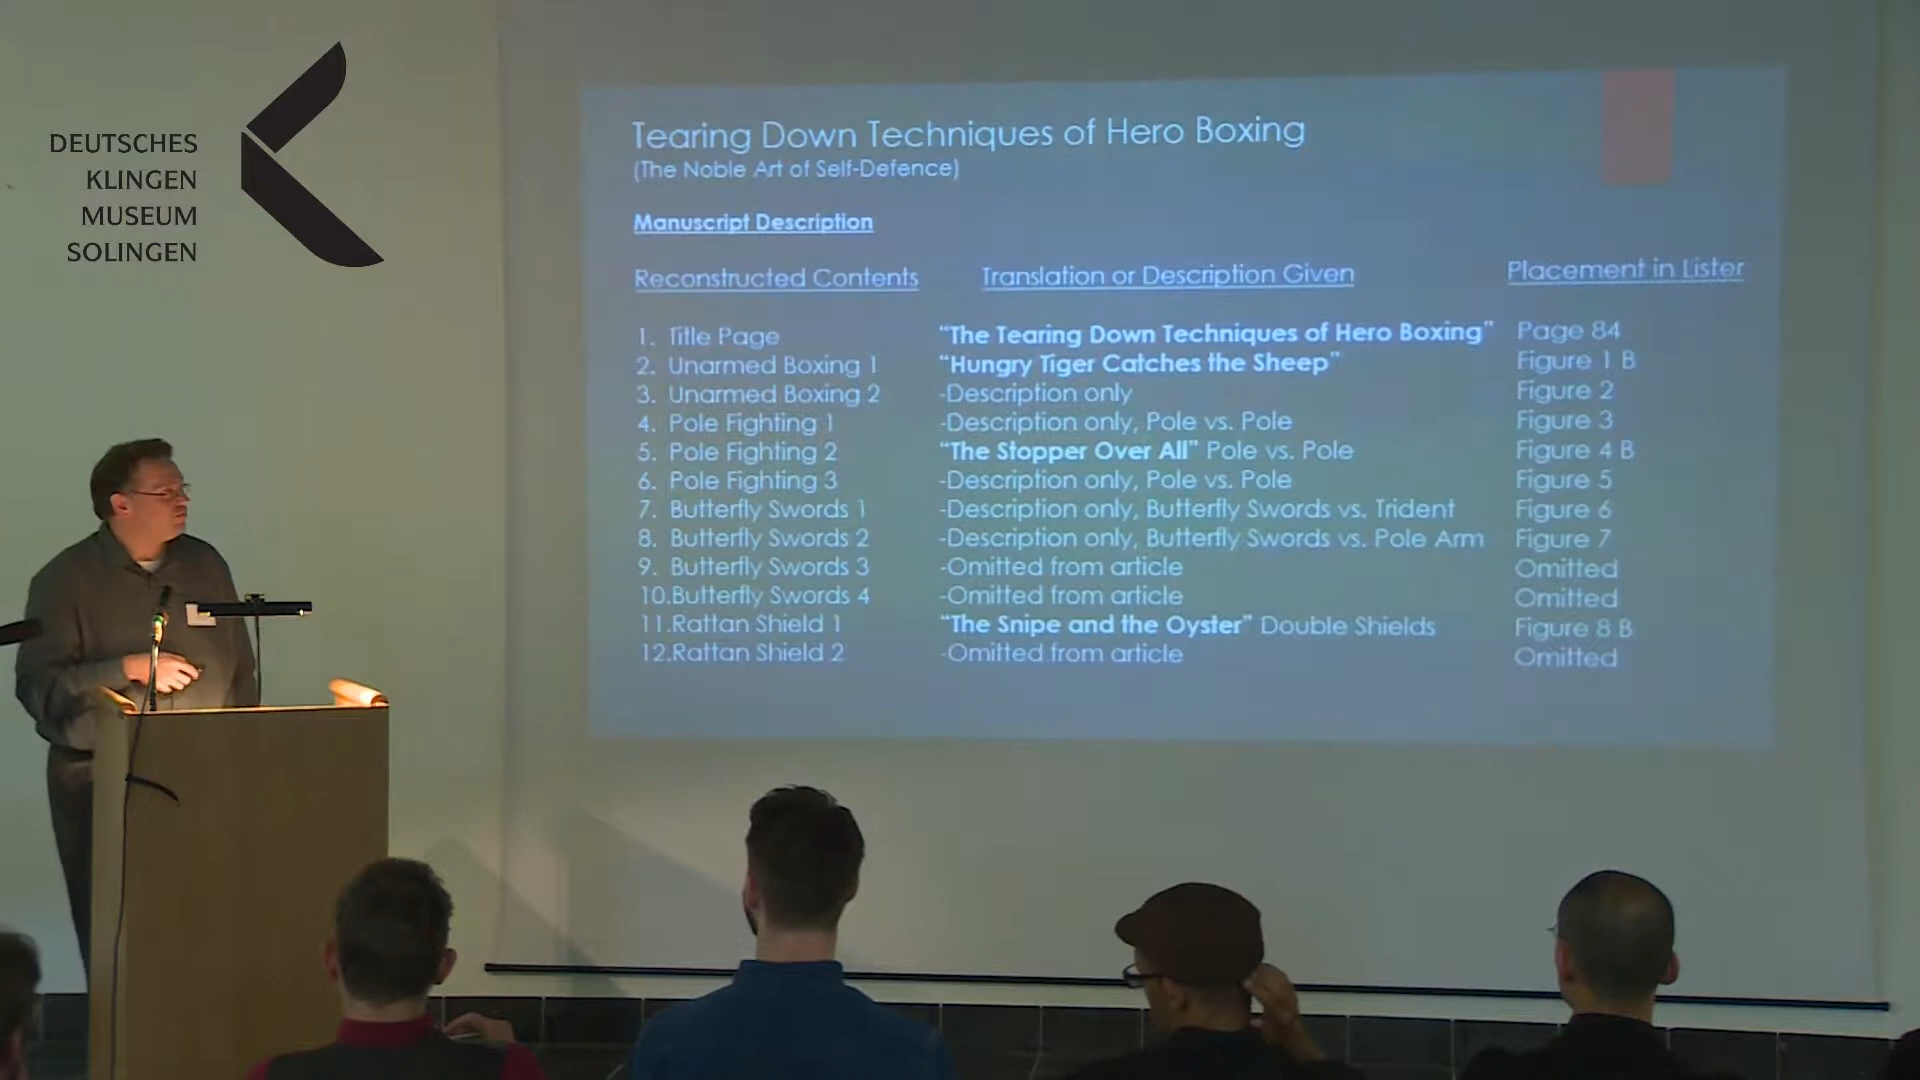 DEUTSCHES
KLINGEN
MUSEUM
SOLINGEN
Tearing Down Techniques of Hero Boxing
(The Noble Art of Self-Defence)
Manuscript Description
Reconstructed Contents Translation or Description Given Placement in Lister
1. Title Page "The Tearing Down Techniques of Hero Boxing" Page 84
2. Unarmed Boxing 1 "Hungry Tiger Catches the Sheep" Figure 1 B
3. Unarmed Boxing 2 -Description only Figure 2
4. Pole Fighting 1 -Description only, Pole vs. Pole Figure 3
5. Pole Fighting 2 "The Stopper Over All" Pole vs. Pole Figure 4 B
6. Pole Fighting 3 -Description only, Pole vs. Pole Figure 5
7. Butterfly Swords 1 -Description only, Butterfly Swords vs. Trident Figure 6
8. Butterfly Swords 2 -Description only, Butterfly Swords vs. Pole Arm Figure 7
9. Butterfly Swords 3 -Omitted from article Omitted
10.Butterfly Swords 4 -Omitted from article Omitted
11.Rattan Shield 1 "The Snipe and the Oyster" Double Shields Figure 8 B
12.Rattan Shield 2 -Omitted from article Omitted